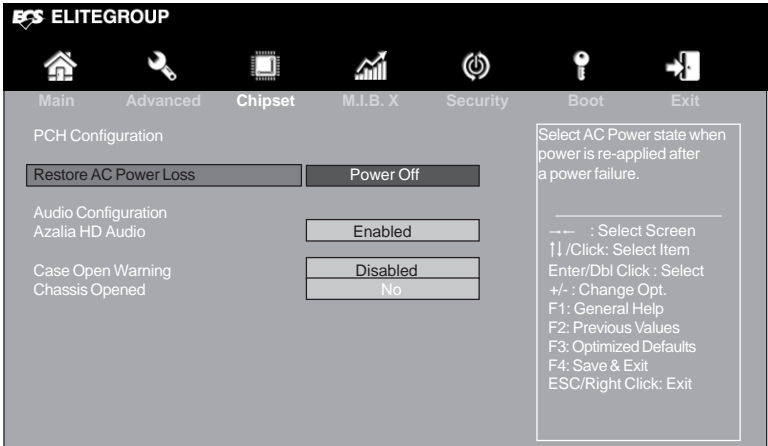 ECS ELITEGROUP
Main Advanced Chipset M.I.B. X Security Boot Exit
PCH Configuration
Restore AC Power Loss Power Off
Audio Configuration
Azalia HD Audio Enabled
Case Open Warning Disabled
Chassis Opened No
Select AC Power state when
power is re-applied after
a power failure.
→← : Select Screen
↑↓/Click: Select Item
Enter/Dbl Click : Select
+/- : Change Opt.
F1: General Help
F2: Previous Values
F3: Optimized Defaults
F4: Save & Exit
ESC/Right Click: Exit